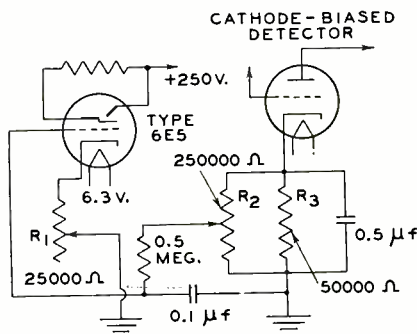 CATHODE-BIASED
DETECTOR
+250V.
TYPE
6E5
6.3 V.
250000 Ω
R1
R2
R3
0.5
MEG.
0.5 μf
25000 Ω
50000 Ω
0.1 μf